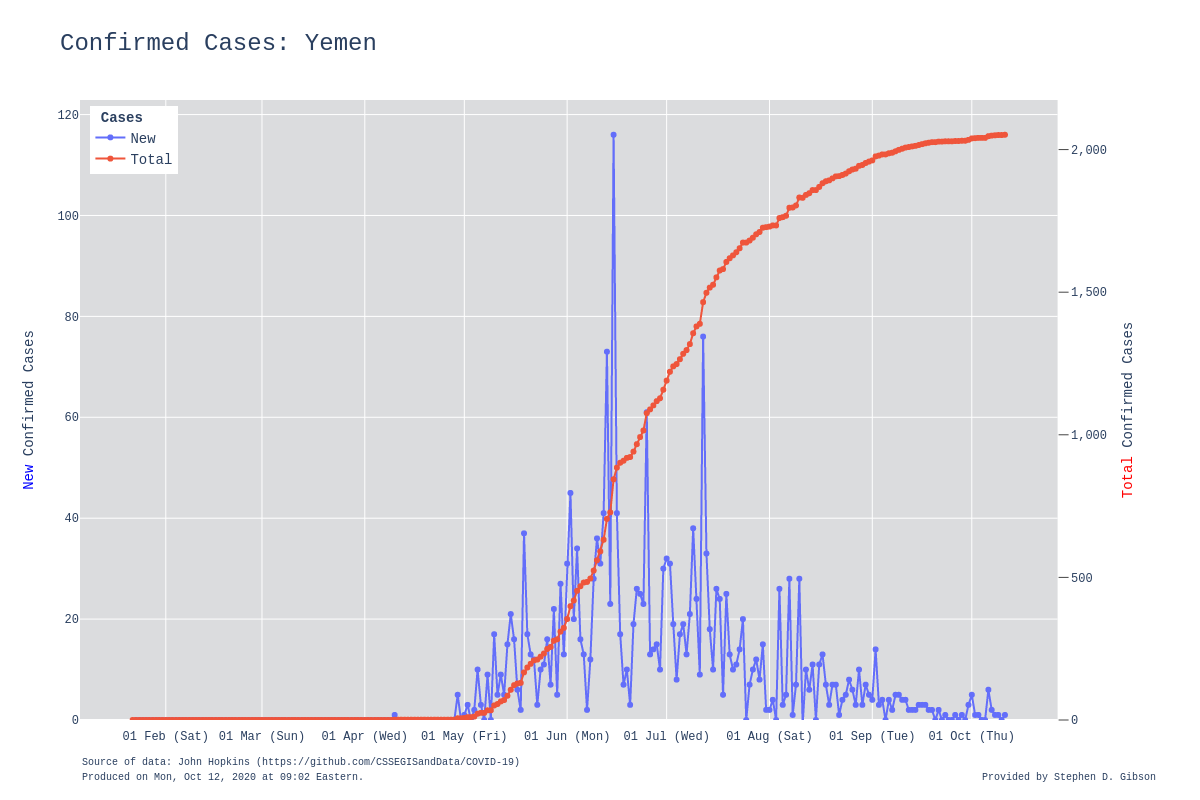 Confirmed Cases: Yemen
Cases
New
Total
120
100
80
60
40
20
0
2,000
1,500
1,000
500
0
New Confirmed Cases
Total Confirmed Cases
01 Feb (Sat) 01 Mar (Sun) 01 Apr (Wed) 01 May (Fri) 01 Jun (Mon) 01 Jul (Wed) 01 Aug (Sat) 01 Sep (Tue) 01 Oct (Thu)
Source of data: John Hopkins (https://github.com/CSSEGISandData/COVID-19)
Produced on Mon, Oct 12, 2020 at 09:02 Eastern.
Provided by Stephen D. Gibson